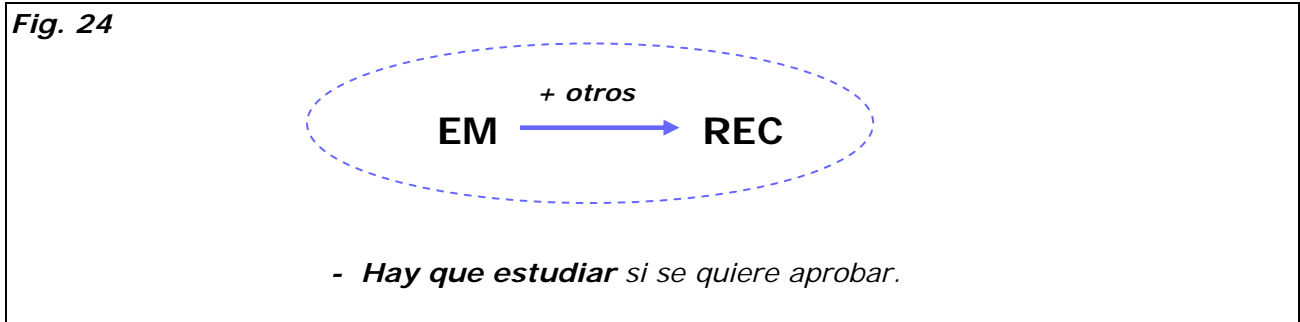 Fig. 24
+ otros
EM REC
- Hay que estudiar si se quiere aprobar.